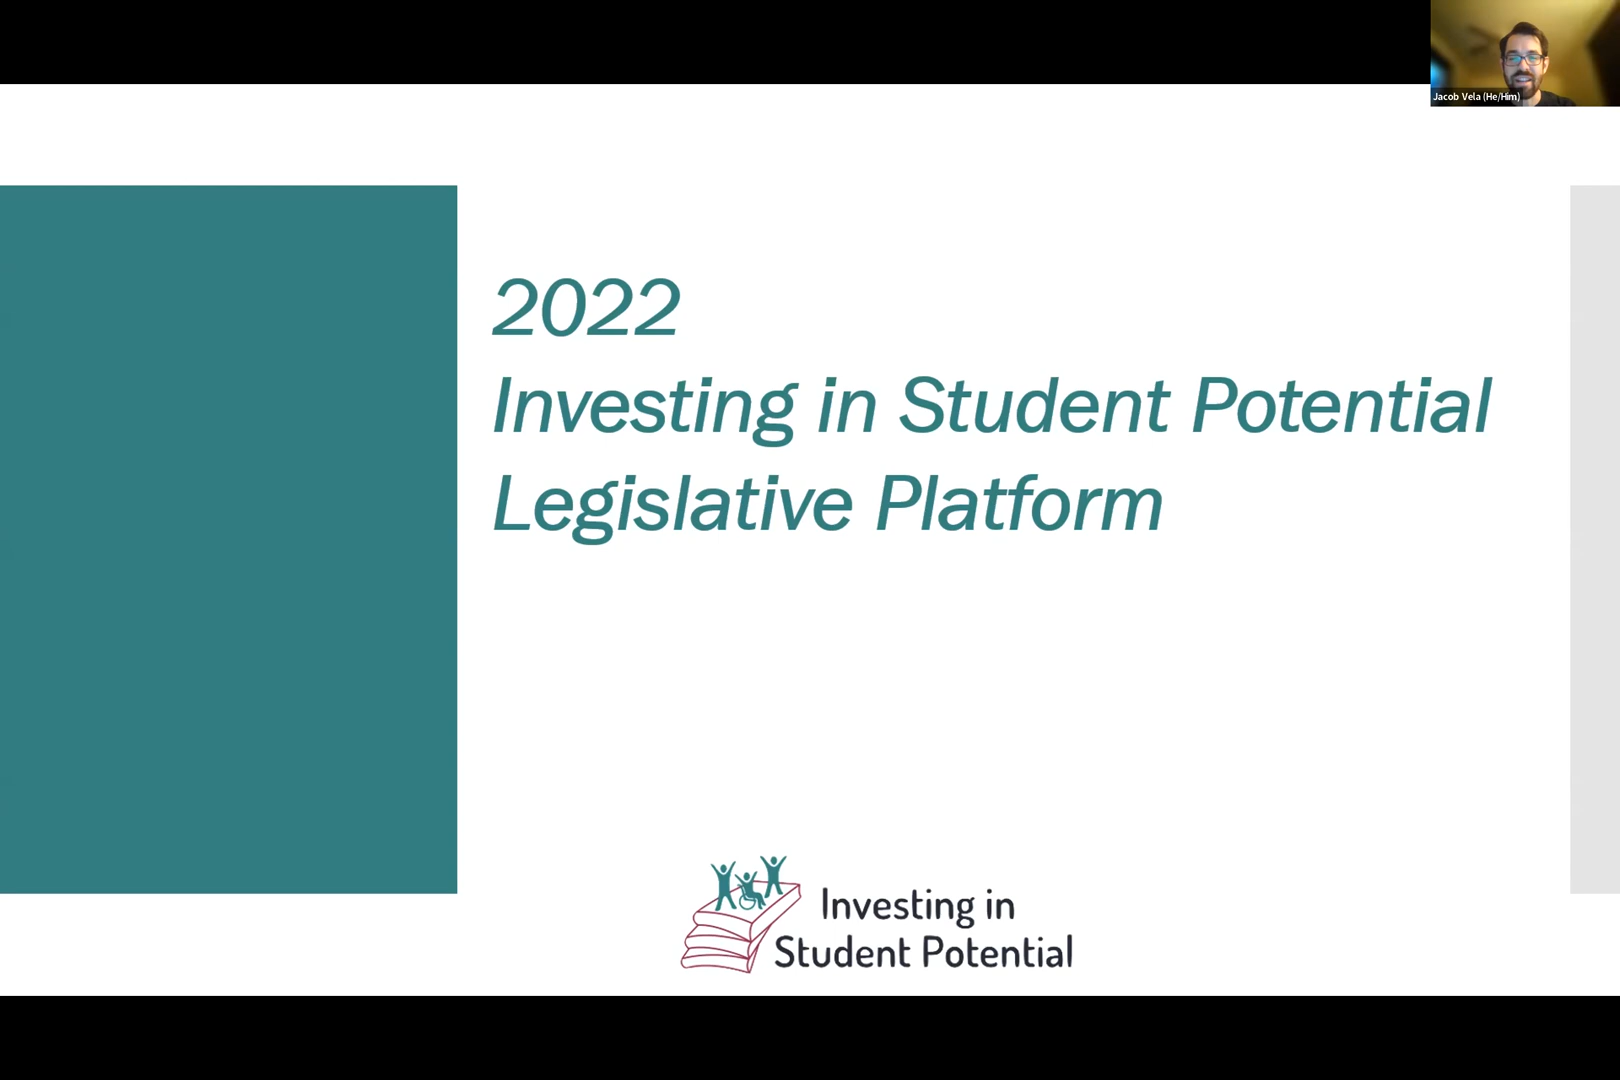 Jacob Vela (He/Him)
2022
Investing in Student Potential
Legislative Platform
Investing in
Student Potential